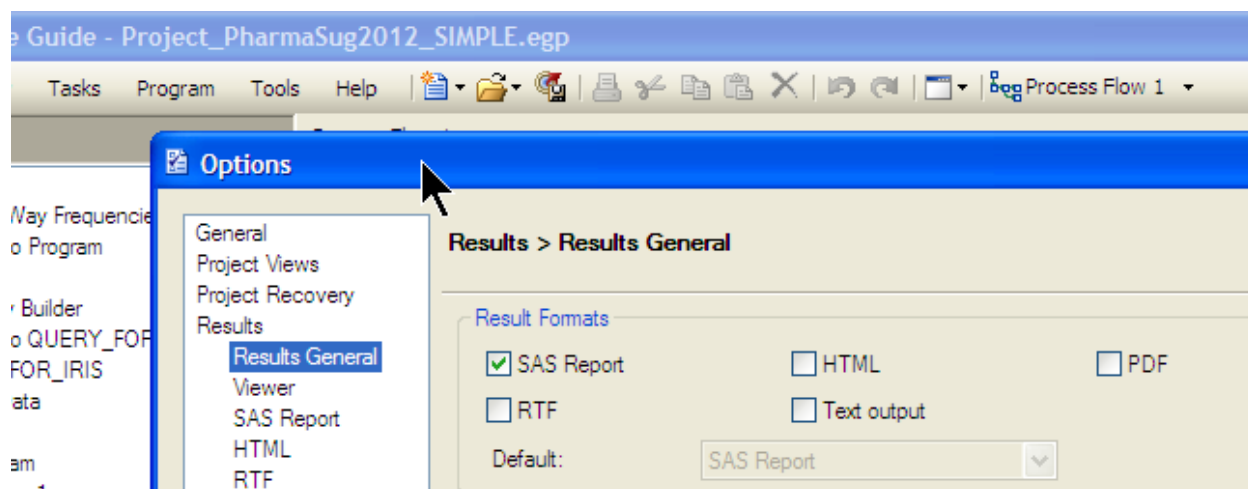 e Guide - Project_PharmaSug2012_SIMPLE.egp
Tasks Program Tools Help Process Flow 1
Options
Way Frequencie
o Program
Builder
o QUERY_FOR
FOR_IRIS
ata
am
General
Project Views
Project Recovery
Results
Results General
Viewer
SAS Report
HTML
RTF
Results > Results General
Result Formats
SAS Report HTML PDF
RTF Text output
Default: SAS Report